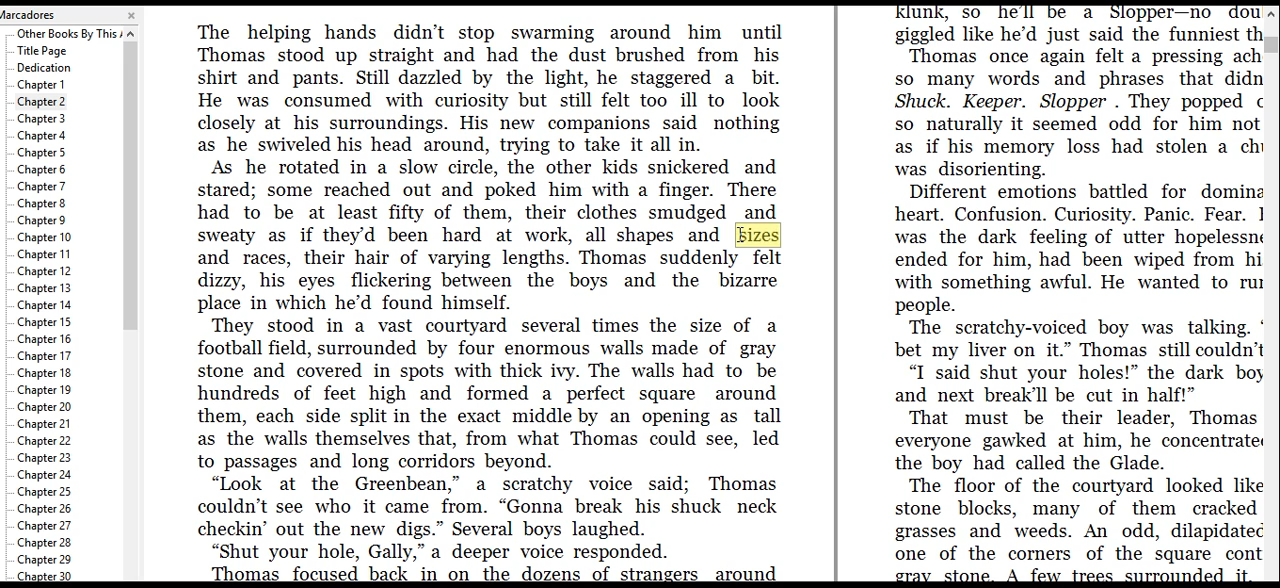 Marcadores
Other Books By This
Title Page
Dedication
Chapter 1
Chapter 2
Chapter 3
Chapter 4
Chapter 5
Chapter 6
Chapter 7
Chapter 8
Chapter 9
Chapter 10
Chapter 11
Chapter 12
Chapter 13
Chapter 14
Chapter 15
Chapter 16
Chapter 17
Chapter 18
Chapter 19
Chapter 20
Chapter 21
Chapter 22
Chapter 23
Chapter 24
Chapter 25
Chapter 26
Chapter 27
Chapter 28
Chapter 29
Chapter 30
The helping hands didn’t stop swarming around him until
Thomas stood up straight and had the dust brushed from his
shirt and pants. Still dazzled by the light, he staggered a bit.
He was consumed with curiosity but still felt too ill to look
closely at his surroundings. His new companions said nothing
as he swiveled his head around, trying to take it all in.
As he rotated in a slow circle, the other kids snickered and
stared; some reached out and poked him with a finger. There
had to be at least fifty of them, their clothes smudged and
sweaty as if they’d been hard at work, all shapes and sizes
and races, their hair of varying lengths. Thomas suddenly felt
dizzy, his eyes flickering between the boys and the bizarre
place in which he’d found himself.
They stood in a vast courtyard several times the size of a
football field, surrounded by four enormous walls made of gray
stone and covered in spots with thick ivy. The walls had to be
hundreds of feet high and formed a perfect square around
them, each side split in the exact middle by an opening as tall
as the walls themselves that, from what Thomas could see, led
to passages and long corridors beyond.
“Look at the Greenbean,” a scratchy voice said; Thomas
couldn’t see who it came from. “Gonna break his shuck neck
checkin’ out the new digs.” Several boys laughed.
“Shut your hole, Gally,” a deeper voice responded.
Thomas focused back in on the dozens of strangers around
klunk, so he’ll be a Slopper—no
giggled like he’d just said the funniest
Thomas once again felt a pressing
so many words and phrases that
Shuck. Keeper. Slopper . They popped
so naturally it seemed odd for him not
as if his memory loss had stolen a
was disorienting.
Different emotions battled for
heart. Confusion. Curiosity. Panic. Fear.
was the dark feeling of utter
ended for him, had been wiped from
with something awful. He wanted to
people.
The scratchy-voiced boy was talking.
bet my liver on it.” Thomas still couldn’t
“I said shut your holes!” the dark boy
and next break’ll be cut in half!”
That must be their leader, Thomas
everyone gawked at him, he
the boy had called the Glade.
The floor of the courtyard looked like
stone blocks, many of them cracked
grasses and weeds. An odd,
one of the corners of the square
gray stone. A few trees surrounded it.